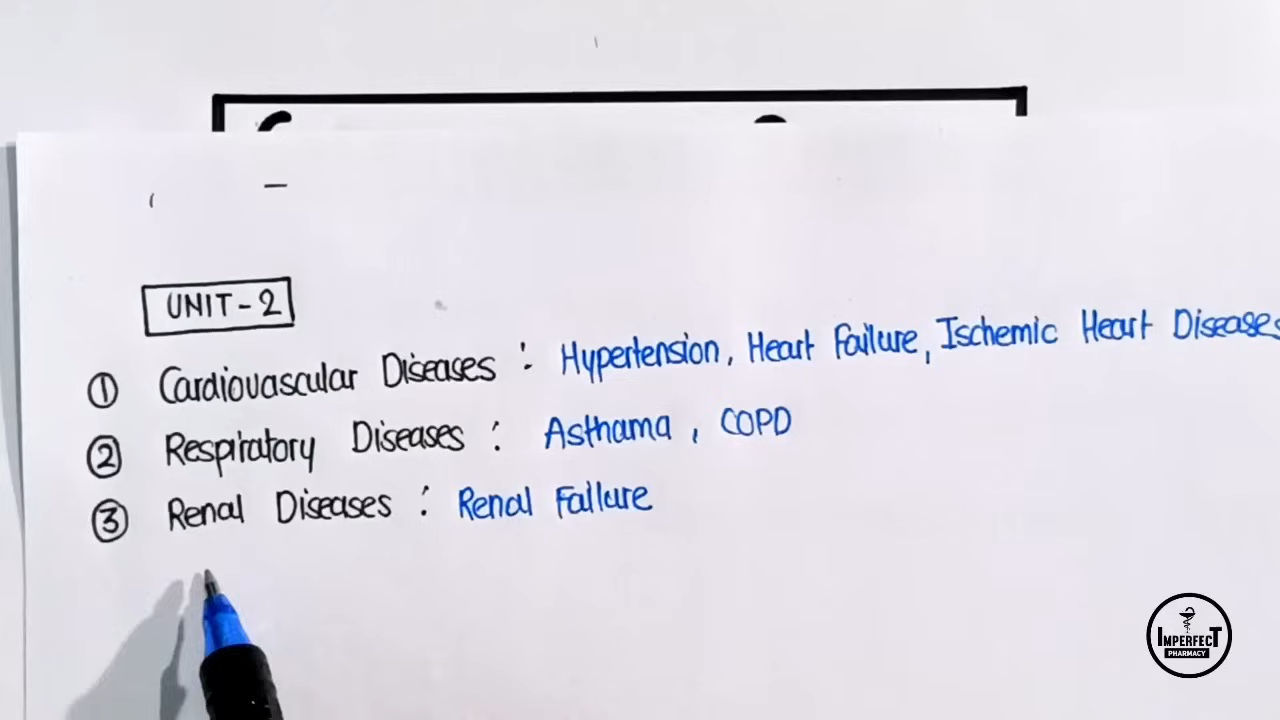 UNIT-2
① Cardiovascular Diseases : Hypertension, Heart Failure, Ischemic Heart Diseases
② Respiratory Diseases : Asthama, COPD
③ Renal Diseases : Renal Failure
IMPERFECT
PHARMACY